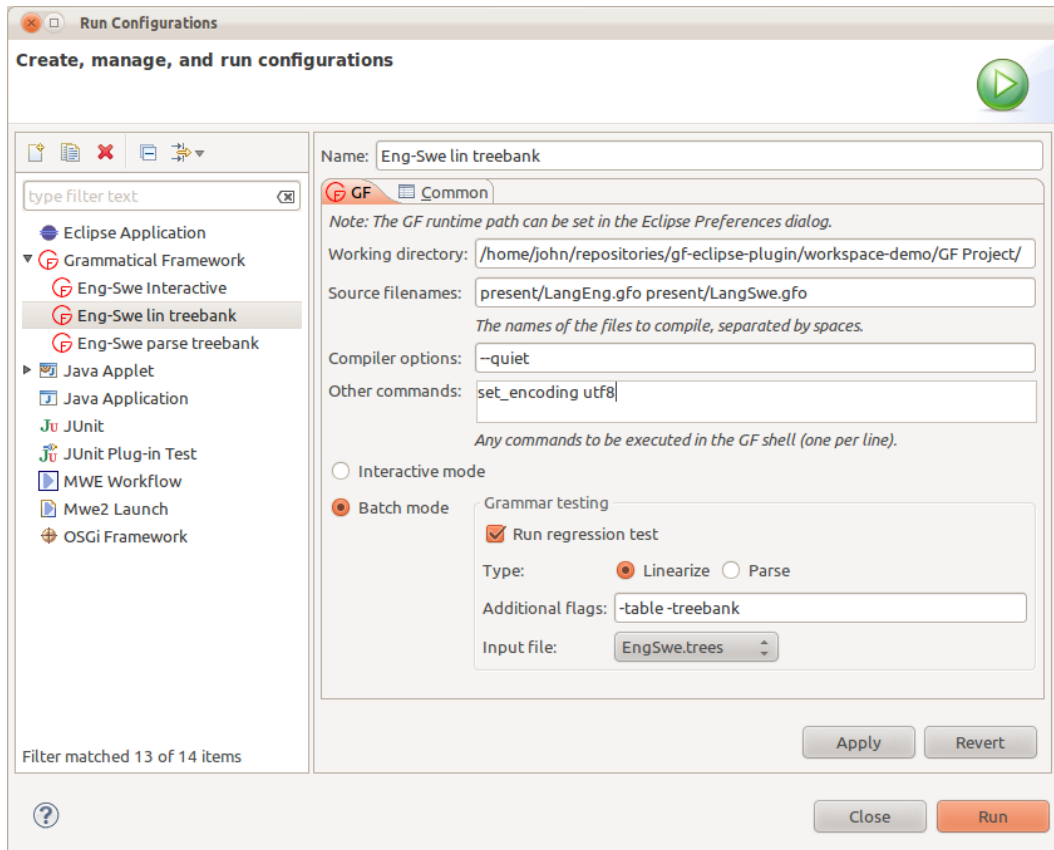 Run Configurations
Create, manage, and run configurations
type filter text
Eclipse Application
Grammatical Framework
Eng-Swe Interactive
Eng-Swe lin treebank
Eng-Swe parse treebank
Java Applet
Java Application
JUnit
JUnit Plug-in Test
MWE Workflow
Mwe2 Launch
OSGi Framework
Filter matched 13 of 14 items
Name: Eng-Swe lin treebank
GF Common
Note: The GF runtime path can be set in the Eclipse Preferences dialog.
Working directory: /home/john/repositories/gf-eclipse-plugin/workspace-demo/GF Project/
Source filenames: present/LangEng.gfo present/LangSwe.gfo
The names of the files to compile, separated by spaces.
Compiler options: --quiet
Other commands: set_encoding utf8
Any commands to be executed in the GF shell (one per line).
Interactive mode
Batch mode Grammar testing
Run regression test
Type: Linearize Parse
Additional flags: -table -treebank
Input file: EngSwe.trees
Apply Revert
Close Run